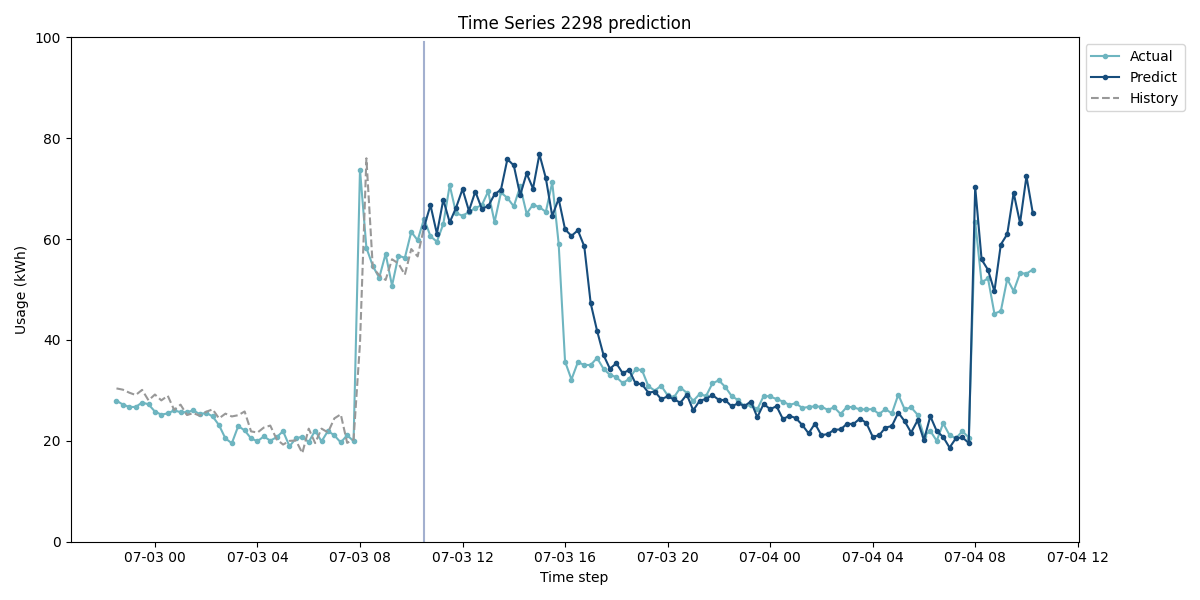 Time Series 2298 prediction
100
80
60
40
20
0
Usage (kWh)
07-03 00
07-03 04
07-03 08
07-03 12
07-03 16
07-03 20
07-04 00
07-04 04
07-04 08
07-04 12
Time step
Actual
Predict
History